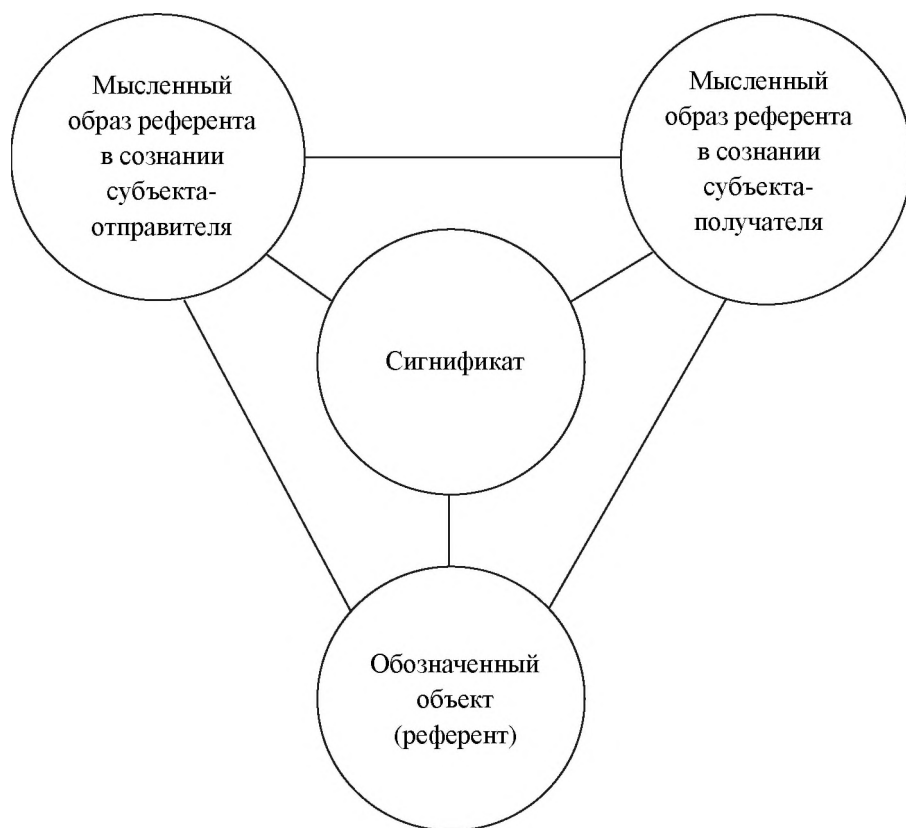 Мысленный
образ референта
в сознании
субъекта-
отправителя
Мысленный
образ референта
в сознании
субъекта-
получателя
Сигнификат
Обозначенный
объект
(референт)